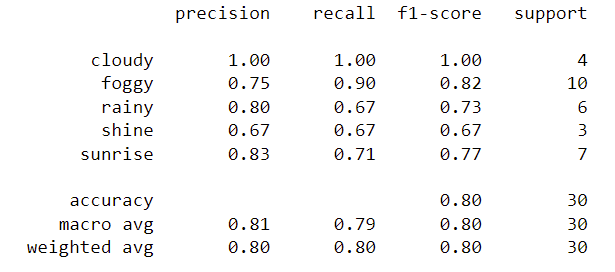 precision recall f1-score support
cloudy 1.00 1.00 1.00 4
foggy 0.75 0.90 0.82 10
rainy 0.80 0.67 0.73 6
shine 0.67 0.67 0.67 3
sunrise 0.83 0.71 0.77 7
accuracy 0.80 30
macro avg 0.81 0.79 0.80 30
weighted avg 0.80 0.80 0.80 30